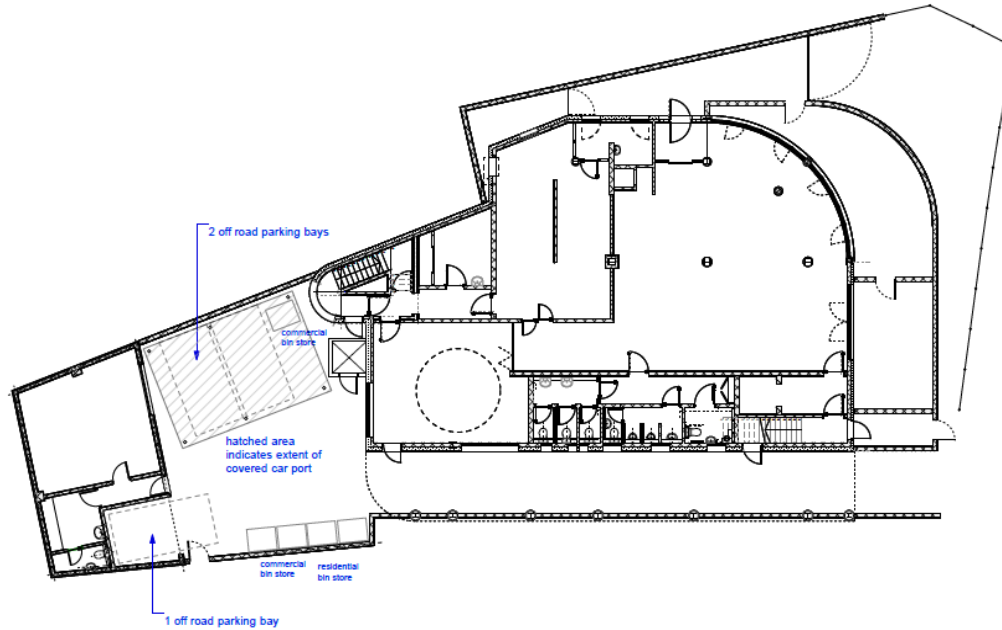 2 off road parking bays
commercial
bin store
hatched area
indicates extent of
covered car port
commercial
bin store
residential
bin store
1 off road parking bay